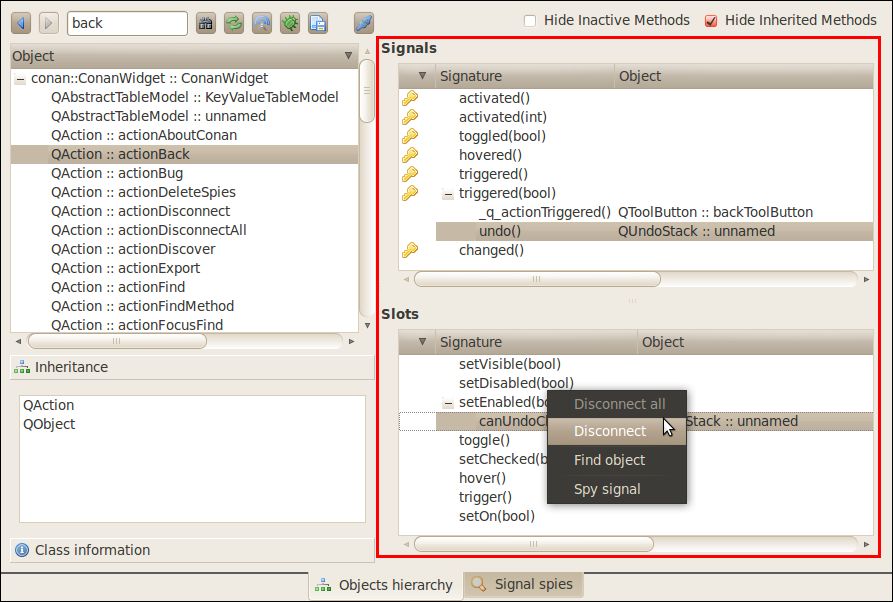 back
Hide Inactive Methods
Hide Inherited Methods
Object
conan::ConanWidget :: ConanWidget
QAbstractTableModel :: KeyValueTableModel
QAbstractTableModel :: unnamed
QAction :: actionAboutConan
QAction :: actionBack
QAction :: actionBug
QAction :: actionDeleteSpies
QAction :: actionDisconnect
QAction :: actionDisconnectAll
QAction :: actionDiscover
QAction :: actionExport
QAction :: actionFind
QAction :: actionFindMethod
QAction :: actionFocusFind
Inheritance
QAction
QObject
Class information
Signals
Signature Object
activated()
activated(int)
toggled(bool)
hovered()
triggered()
triggered(bool)
_q_actionTriggered() QToolButton :: backToolButton
undo() QUndoStack :: unnamed
changed()
Slots
Signature Object
setVisible(bool)
setDisabled(bool)
setEnabled(bo
canUndoCh Stack :: unnamed
toggle()
setChecked(b
hover()
trigger()
setOn(bool)
Disconnect all
Disconnect
Find object
Spy signal
Objects hierarchy
Signal spies